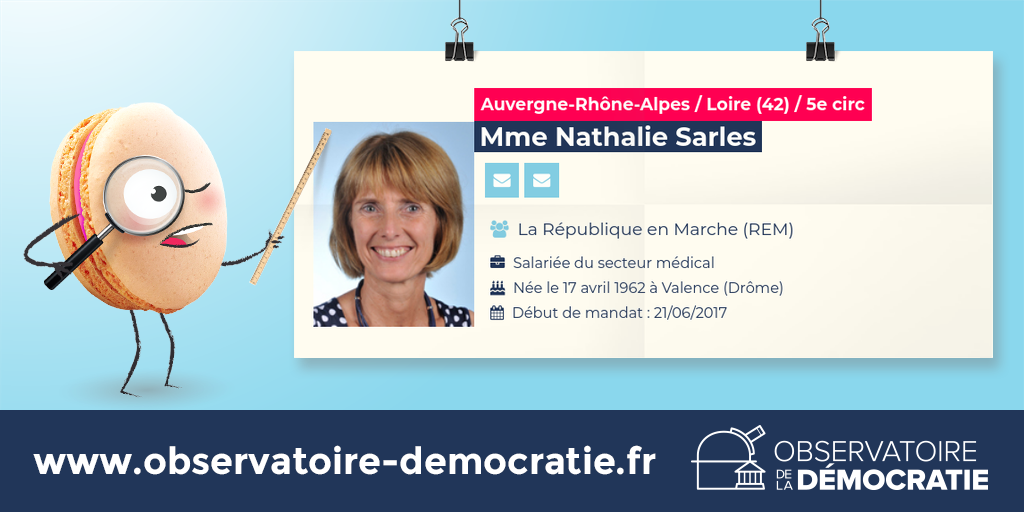 Auvergne-Rhône-Alpes / Loire (42) / 5e circ
Mme Nathalie Sarles
La République en Marche (REM)
Salariée du secteur médical
Née le 17 avril 1962 à Valence (Drôme)
Début de mandat : 21/06/2017
www.observatoire-democratie.fr
OBSERVATOIRE
DE LA DÉMOCRATIE